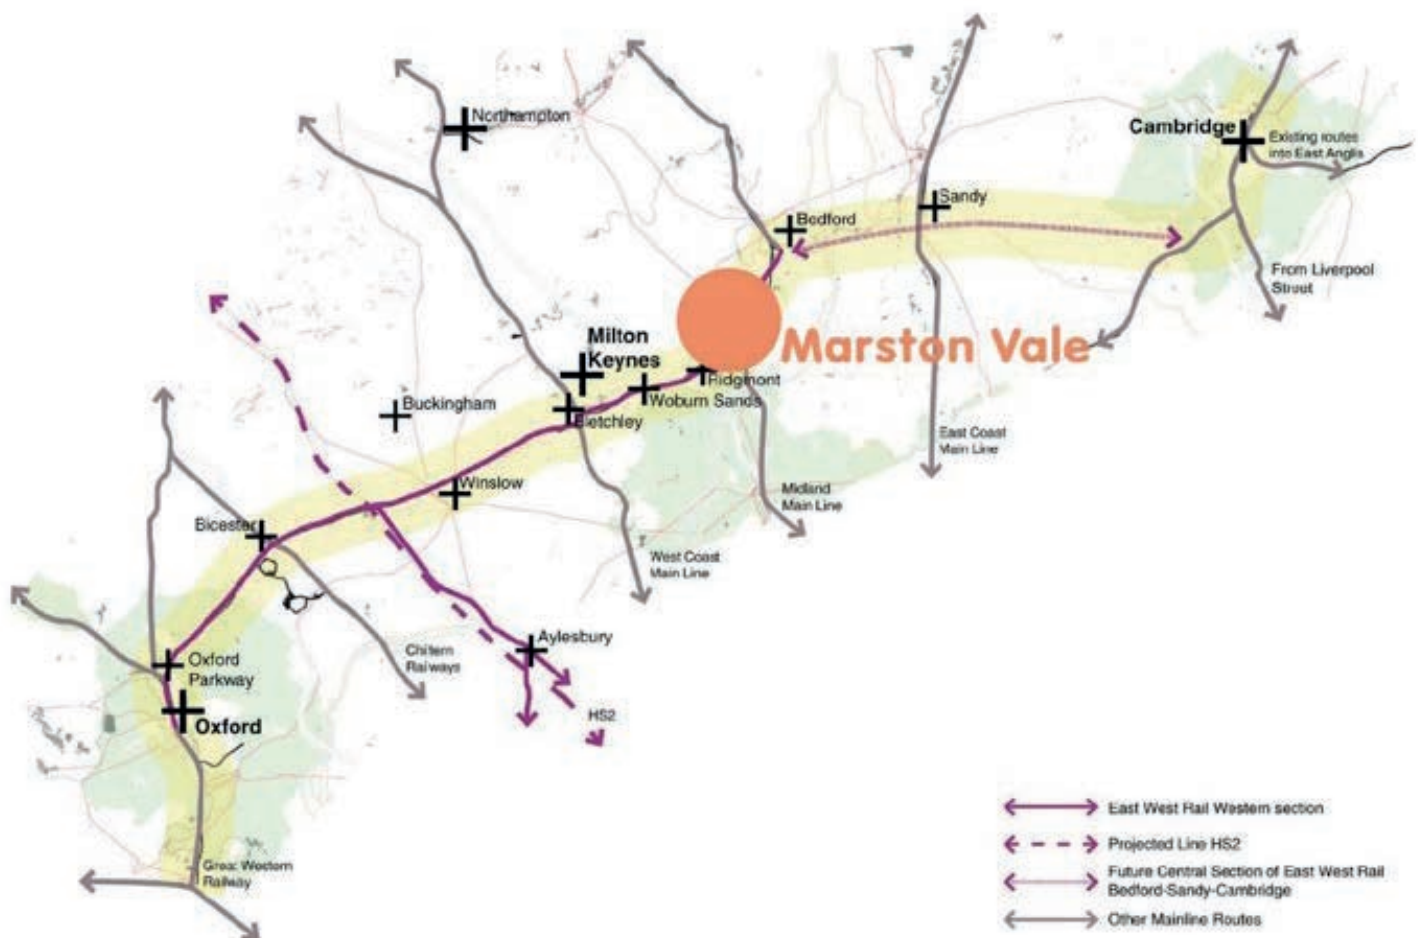 Northampton
Cambridge
Existing routes
into East Anglis
Sandy
Bedford
From Liverpool
Street
Milton
Keynes
Marston Vale
Ridgmont
Woburn Sands
Buckingham
Bletchley
East Coast
Main Line
Winslow
Midland
Main Line
Bicester
West Coast
Main Line
Aylesbury
Chiltern
Railways
Oxford
Parkway
HS2
Oxford
Great Western
Railway
East West Rail Western section
Projected Line HS2
Future Central Section of East West Rail
Bedford-Sandy-Cambridge
Other Mainline Routes